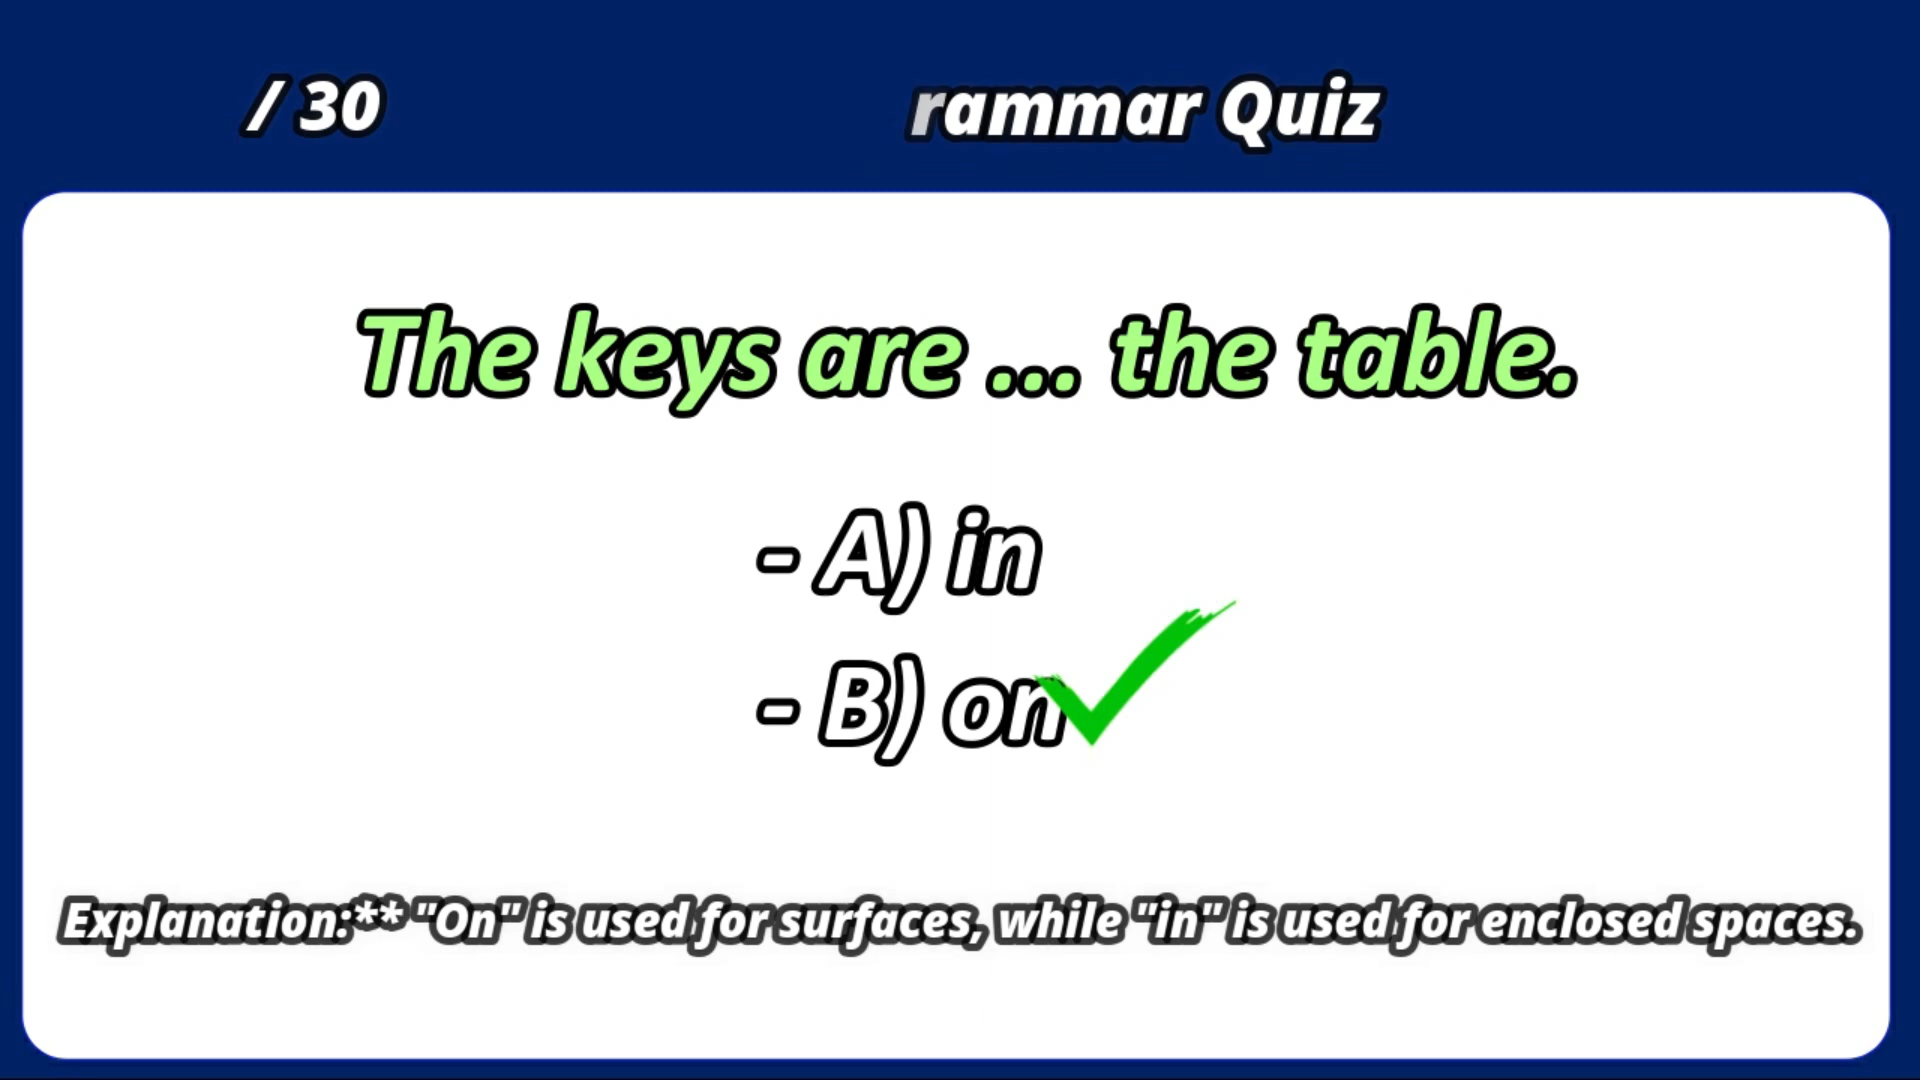 / 30
rammar Quiz
The keys are ... the table.
- A) in
- B) on
Explanation:** "On" is used for surfaces, while "in" is used for enclosed spaces.